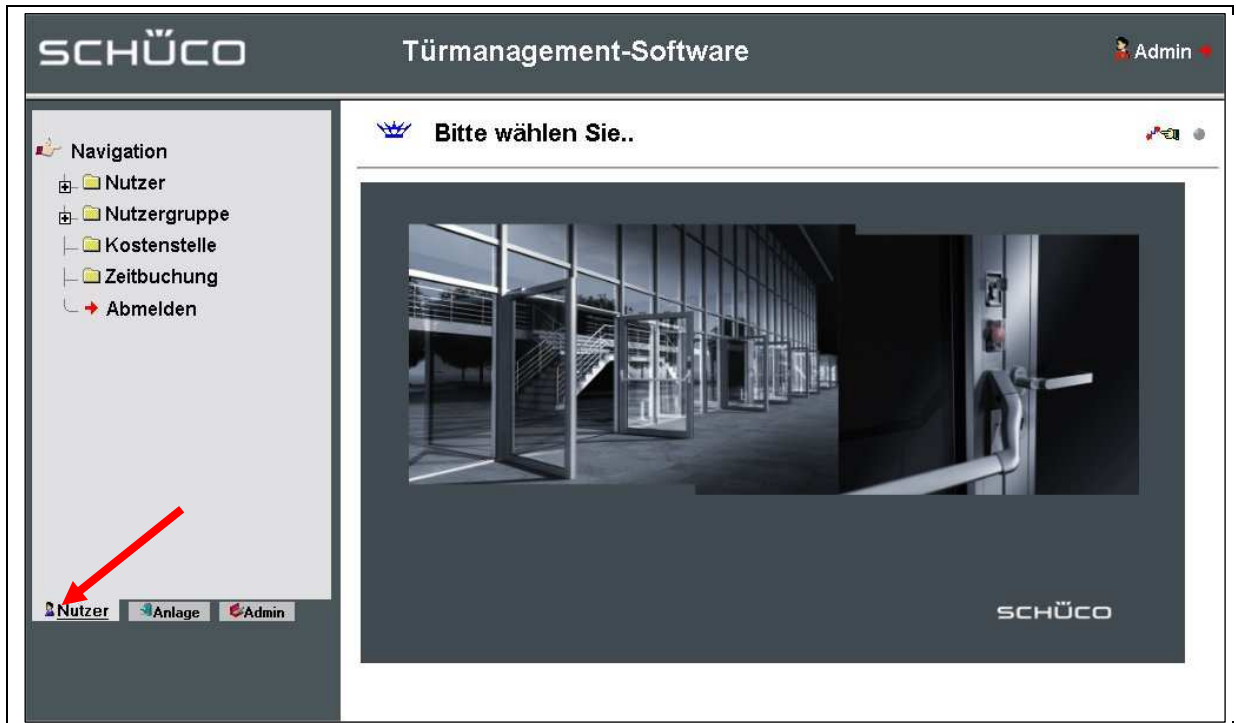 SCHÜCO
Türmanagement-Software
Admin
Navigation
Nutzer
Nutzergruppe
Kostenstelle
Zeitbuchung
Abmelden
Nutzer
Anlage
Admin
Bitte wählen Sie..
SCHÜCO